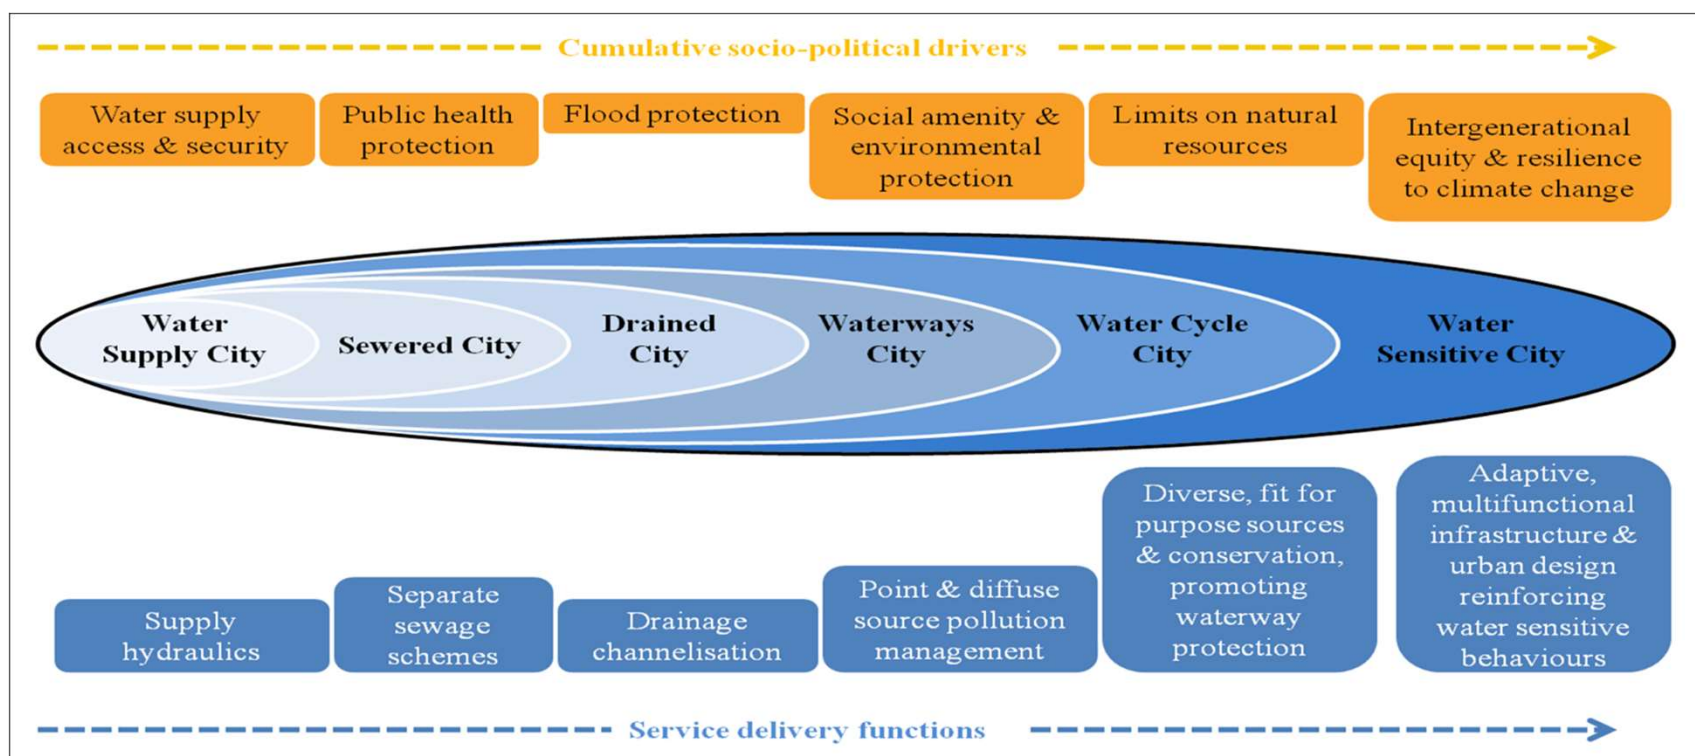 Cumulative socio-political drivers
Water supply
access & security
Public health
protection
Flood protection
Social amenity &
environmental
protection
Limits on natural
resources
Intergenerational
equity & resilience
to climate change
Water
Supply City
Sewered City
Drained
City
Waterways
City
Water Cycle
City
Water
Sensitive City
Supply
hydraulics
Separate
sewage
schemes
Drainage
channelisation
Point & diffuse
source pollution
management
Diverse, fit for
purpose sources
& conservation,
promoting
waterway
protection
Adaptive,
multifunctional
infrastructure &
urban design
reinforcing
water sensitive
behaviours
Service delivery functions